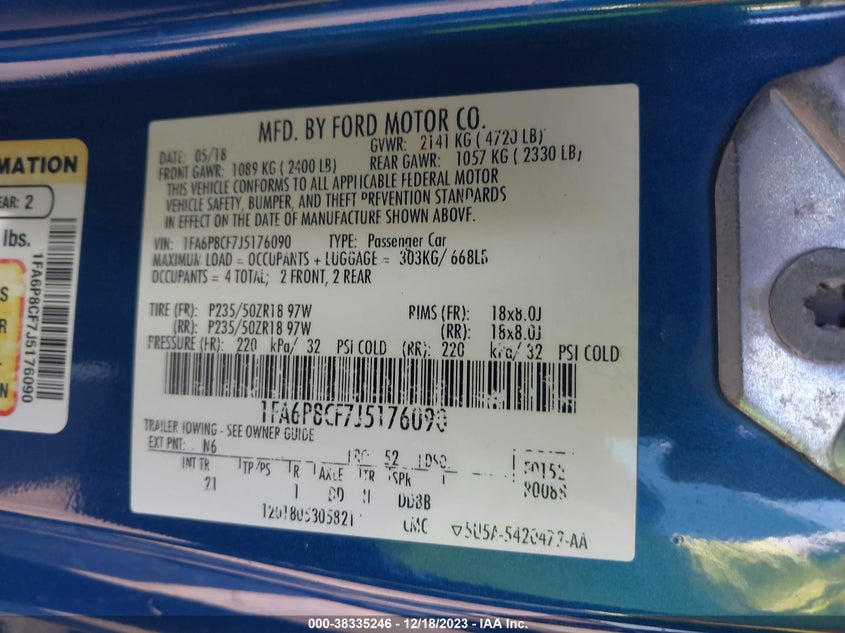 MFD. BY FORD MOTOR CO.
DATE: 05/18
GVWR: 2141 KG (4720 LB)
FRONT GAWR: 1089 KG (2400 LB)
REAR GAWR: 1057 KG (2330 LB)
THIS VEHICLE CONFORMS TO ALL APPLICABLE FEDERAL MOTOR
VEHICLE SAFETY, BUMPER, AND THEFT PREVENTION STANDARDS
IN EFFECT ON THE DATE OF MANUFACTURE SHOWN ABOVE.
VIN: 1FA6P8CF7J5176090 TYPE: Passenger Car
MAXIMUM LOAD = OCCUPANTS + LUGGAGE = 303KG/ 668LB
OCCUPANTS = 4 TOTAL; 2 FRONT, 2 REAR
TIRE (FR): P235/50ZR18 97W RIMS (FR): 18x8.0J
(RR): P235/50ZR18 97W (RR): 18x8.0J
PRESSURE (FR): 220 kPa/ 32 PSI COLD (RR): 220 kPa/ 32 PSI COLD
1FA6P8CF7J5176090
TRAILER TOWING - SEE OWNER GUIDE
EXT PNT: N6 52 DSO
INT TR TP/PS R AXLE TR SPR
21 DD8B
MATION
EAR: 2
lbs.
1FA6P8CF7J5176090
000-38335246 - 12/18/2023 - IAA Inc.